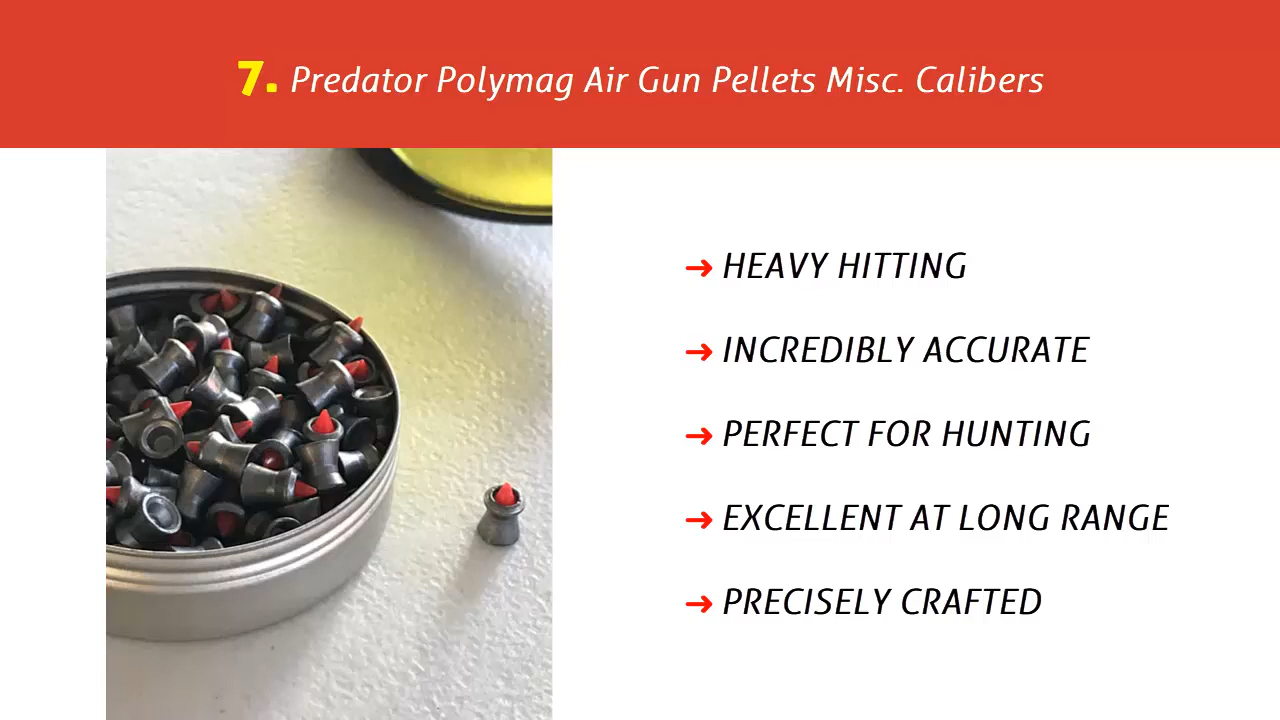 7. Predator Polymag Air Gun Pellets Misc. Calibers
➜ HEAVY HITTING
➜ INCREDIBLY ACCURATE
➜ PERFECT FOR HUNTING
➜ EXCELLENT AT LONG RANGE
➜ PRECISELY CRAFTED